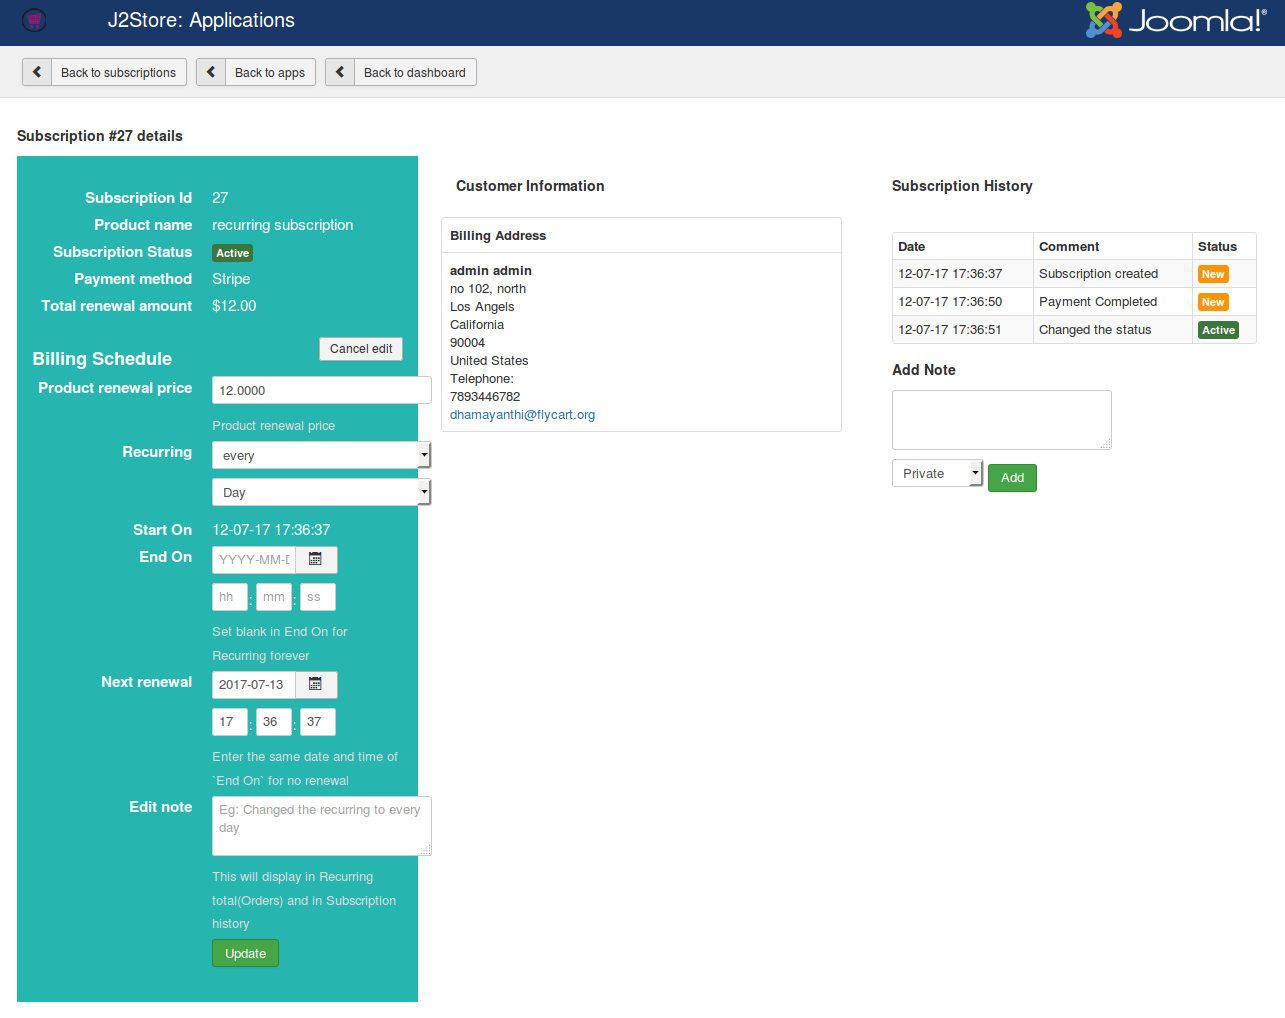 J2Store: Applications
Joomla!®
Back to subscriptions
Back to apps
Back to dashboard
Subscription #27 details
Subscription Id 27
Product name recurring subscription
Subscription Status Active
Payment method Stripe
Total renewal amount $12.00
Cancel edit
Billing Schedule
Product renewal price 12.0000
Product renewal price
Recurring every
Day
Start On 12-07-17 17:36:37
End On YYYY-MM-D
hh : mm : ss
Set blank in End On for
Recurring forever
Next renewal 2017-07-13
17 : 36 : 37
Enter the same date and time of
`End On` for no renewal
Edit note Eg: Changed the recurring to every
day
This will display in Recurring
total(Orders) and in Subscription
history
Update
Customer Information
Billing Address
admin admin
no 102, north
Los Angels
California
90004
United States
Telephone:
7893446782
dhamayanthi@flycart.org
Subscription History
Date Comment Status
12-07-17 17:36:37 Subscription created New
12-07-17 17:36:50 Payment Completed New
12-07-17 17:36:51 Changed the status Active
Add Note
Private Add